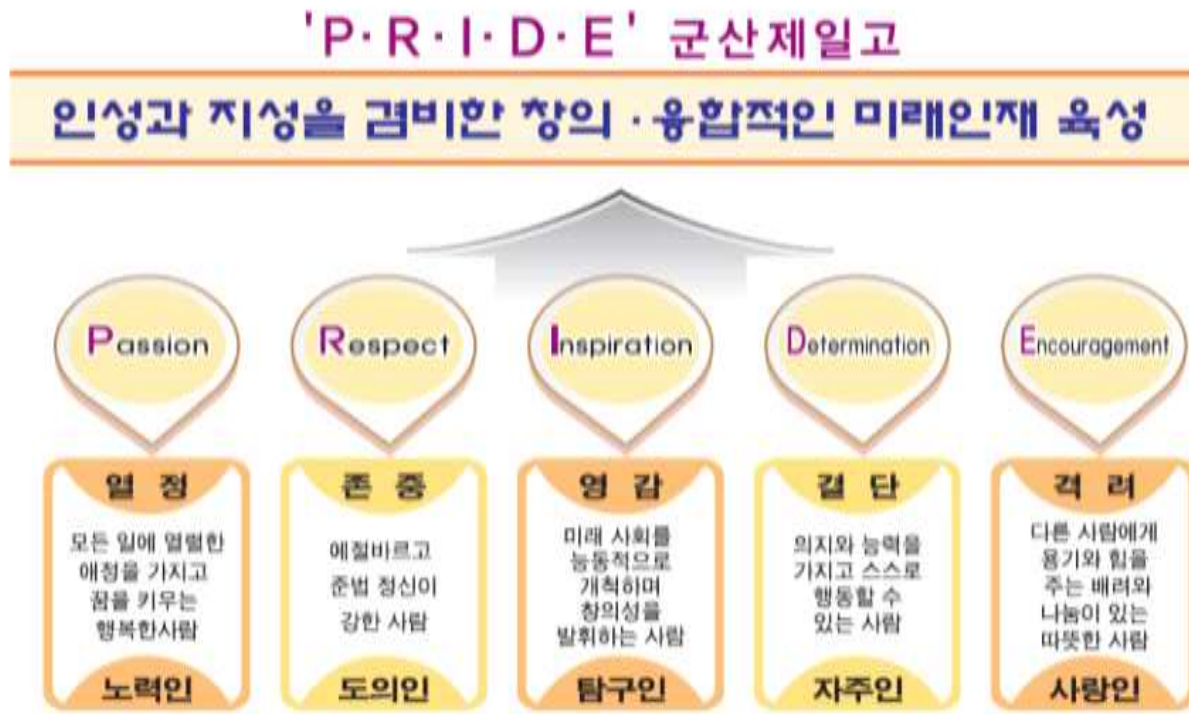 'P·R·I·D·E' 군산제일고
인성과 지성을 겸비한 창의·융합적인 미래인재 육성
Passion
Respect
Inspiration
Determination
Encouragement
열 정
모든 일에 열렬한
애정을 가지고
꿈을 키우는
행복한사람
노력인
존 중
예절바르고
준법 정신이
강한 사람
도의인
영 감
미래 사회를
능동적으로
개척하며
창의성을
발휘하는 사람
탐구인
결 단
의지와 능력을
가지고 스스로
행동할 수
있는 사람
자주인
격 려
다른 사람에게
용기와 힘을
주는 배려와
나눔이 있는
따뜻한 사람
사랑인